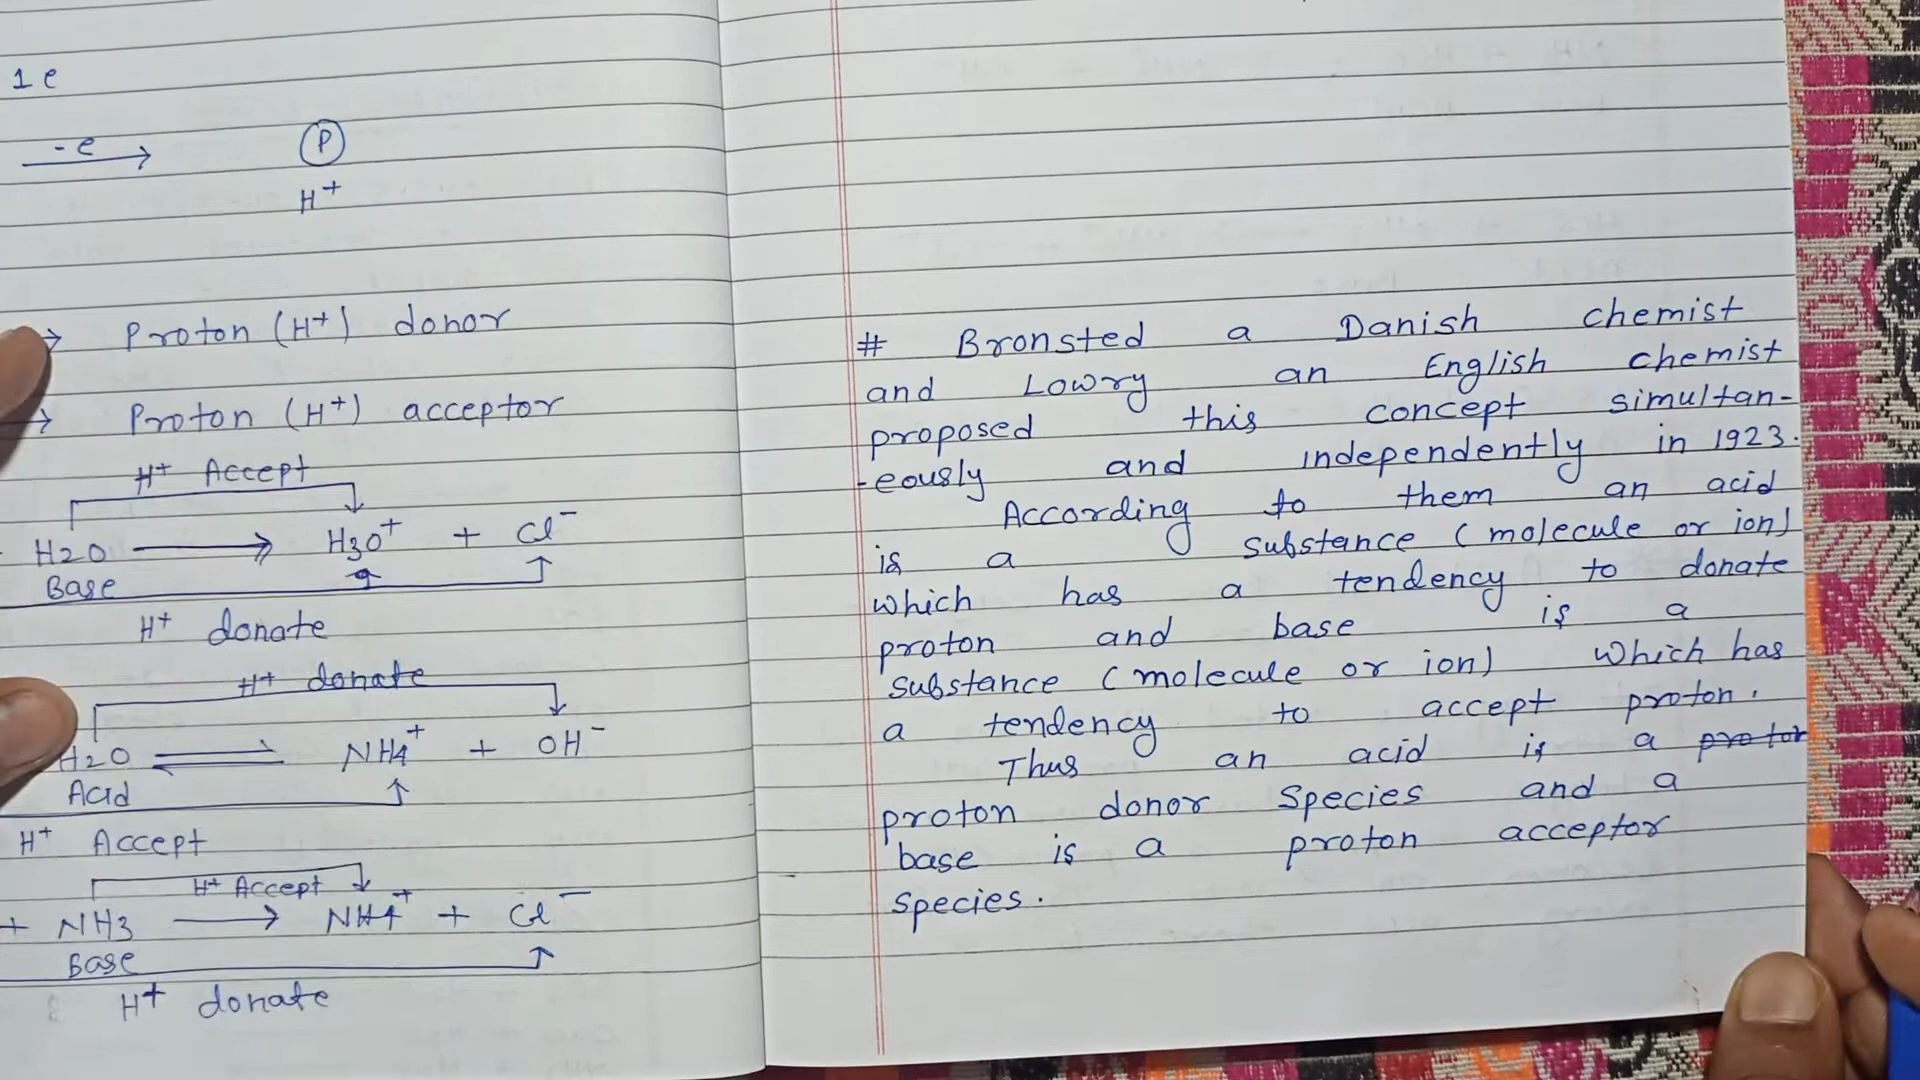 1 e
-e
P
H+
→ Proton (H+) donor
→ Proton (H+) acceptor
H+ Accept
H2O → H3O+ + Cl-
Base
H+ donate
H+ donate
H2O ⇌ NH4+ + OH-
Acid
H+ Accept
H+ Accept
+ NH3 → NH4+ + Cl-
Base
H+ donate
# Bronsted a Danish chemist
and Lowry an English chemist
proposed this concept simultan-
-eously and independently in 1923.
According to them an acid
is a substance (molecule or ion)
which has a tendency to donate
proton and base is a
substance (molecule or ion) which has
a tendency to accept proton.
Thus an acid is a protor
proton donor species and a
base is a proton acceptor
species.